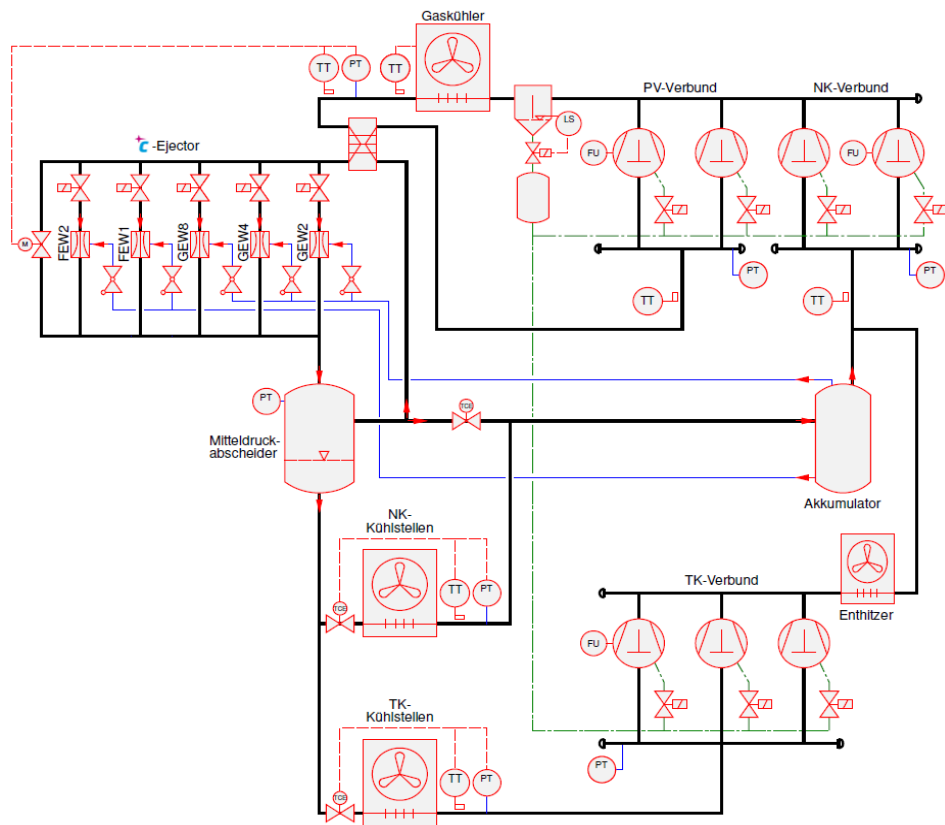 Gaskühler
TT
PT
TT
PV-Verbund
NK-Verbund
LS
c-Ejector
FU
FU
M
FEW2
FEW1
GEW8
GEW4
GEW2
PT
PT
TT
TT
PT
TCE
Mitteldruck-
abscheider
Akkumulator
NK-
Kühlstellen
TCE
TT
PT
TK-Verbund
Enthitzer
FU
TK-
Kühlstellen
PT
TCE
TT
PT